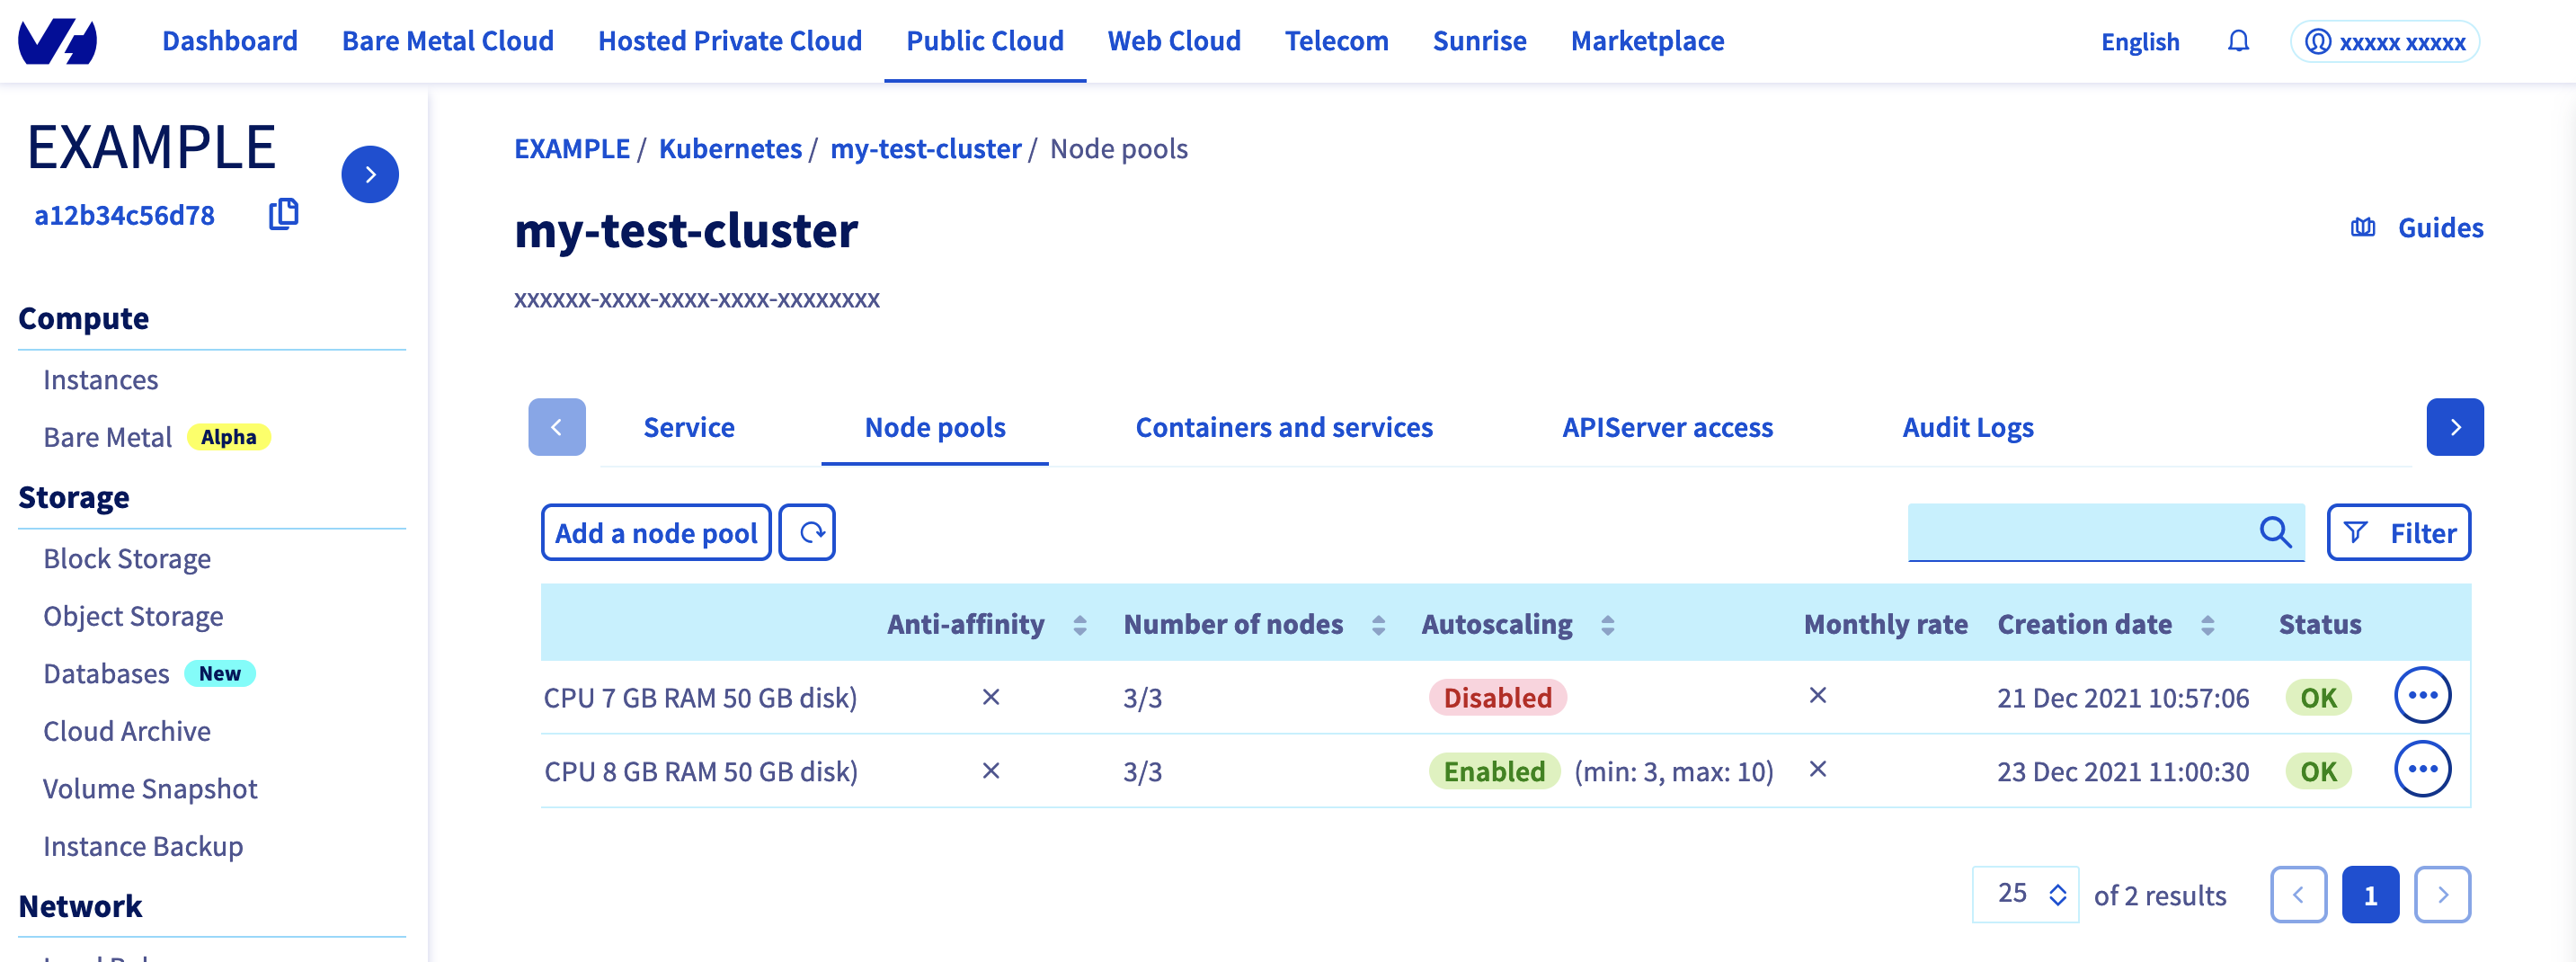 Dashboard Bare Metal Cloud Hosted Private Cloud Public Cloud Web Cloud Telecom Sunrise Marketplace English xxxxx xxxxx
EXAMPLE
a12b34c56d78
Compute
Instances
Bare Metal Alpha
Storage
Block Storage
Object Storage
Databases New
Cloud Archive
Volume Snapshot
Instance Backup
Network
EXAMPLE / Kubernetes / my-test-cluster / Node pools
my-test-cluster
Guides
xxxxxx-xxxx-xxxx-xxxx-xxxxxxxx
Service Node pools Containers and services APIServer access Audit Logs
Add a node pool Filter
Anti-affinity Number of nodes Autoscaling Monthly rate Creation date Status
CPU 7 GB RAM 50 GB disk) 3/3 Disabled 21 Dec 2021 10:57:06 OK
CPU 8 GB RAM 50 GB disk) 3/3 Enabled (min: 3, max: 10) 23 Dec 2021 11:00:30 OK
25 of 2 results 1